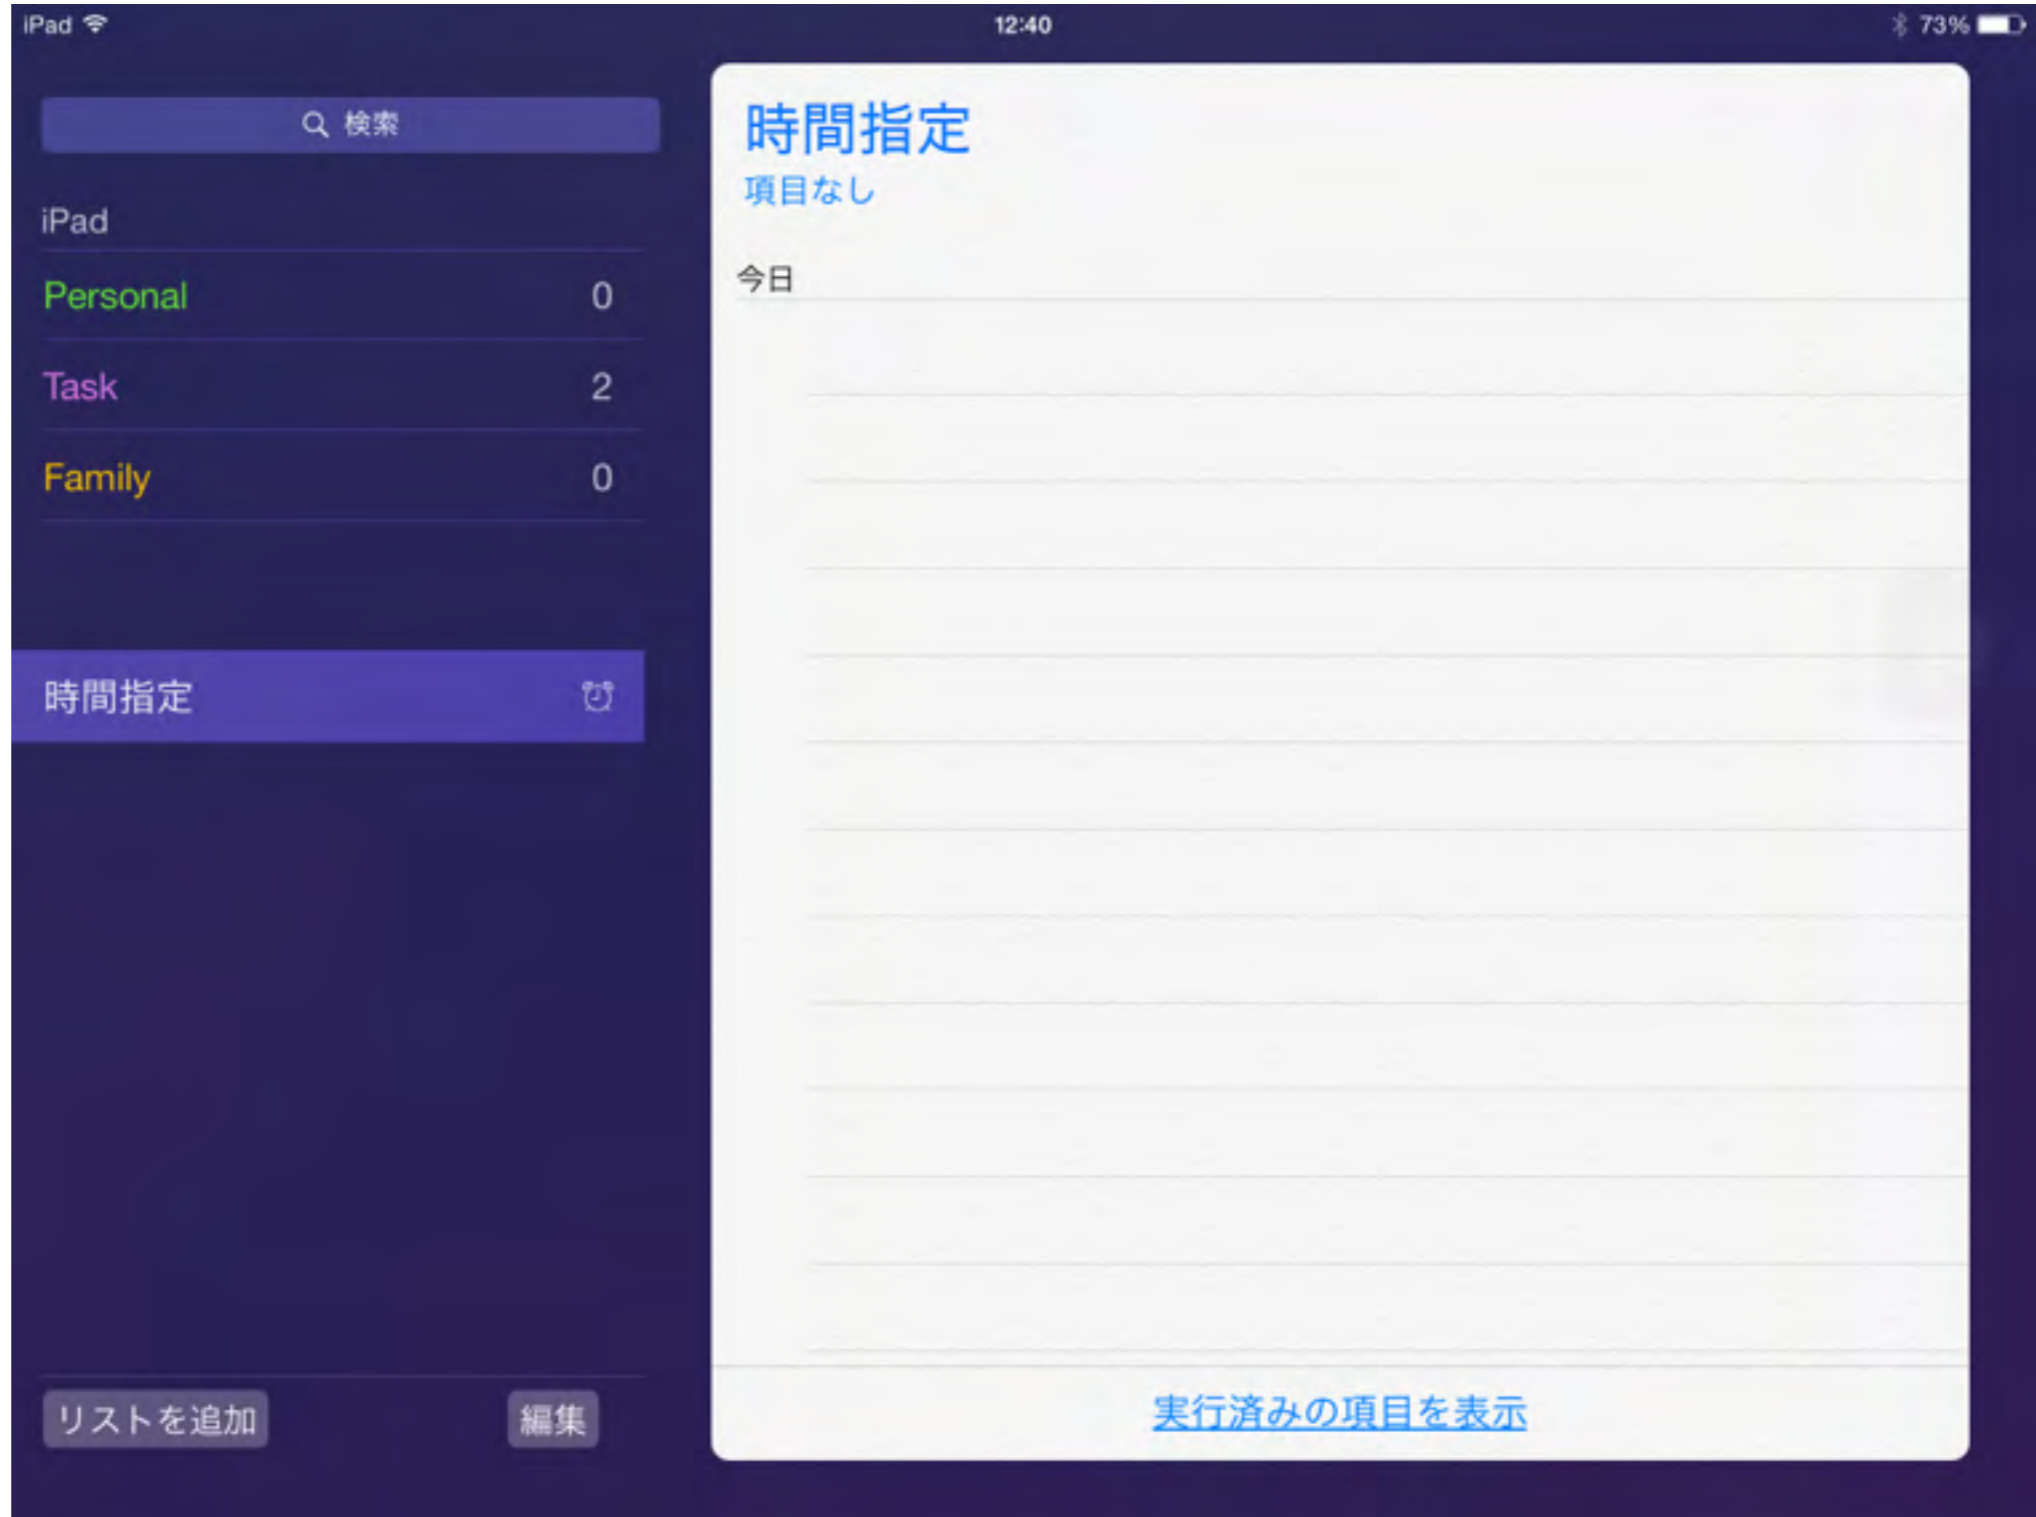 iPad
12:40
73%
検索
iPad
Personal 0
Task 2
Family 0
時間指定
リストを追加
編集
時間指定
項目なし
今日
実行済みの項目を表示